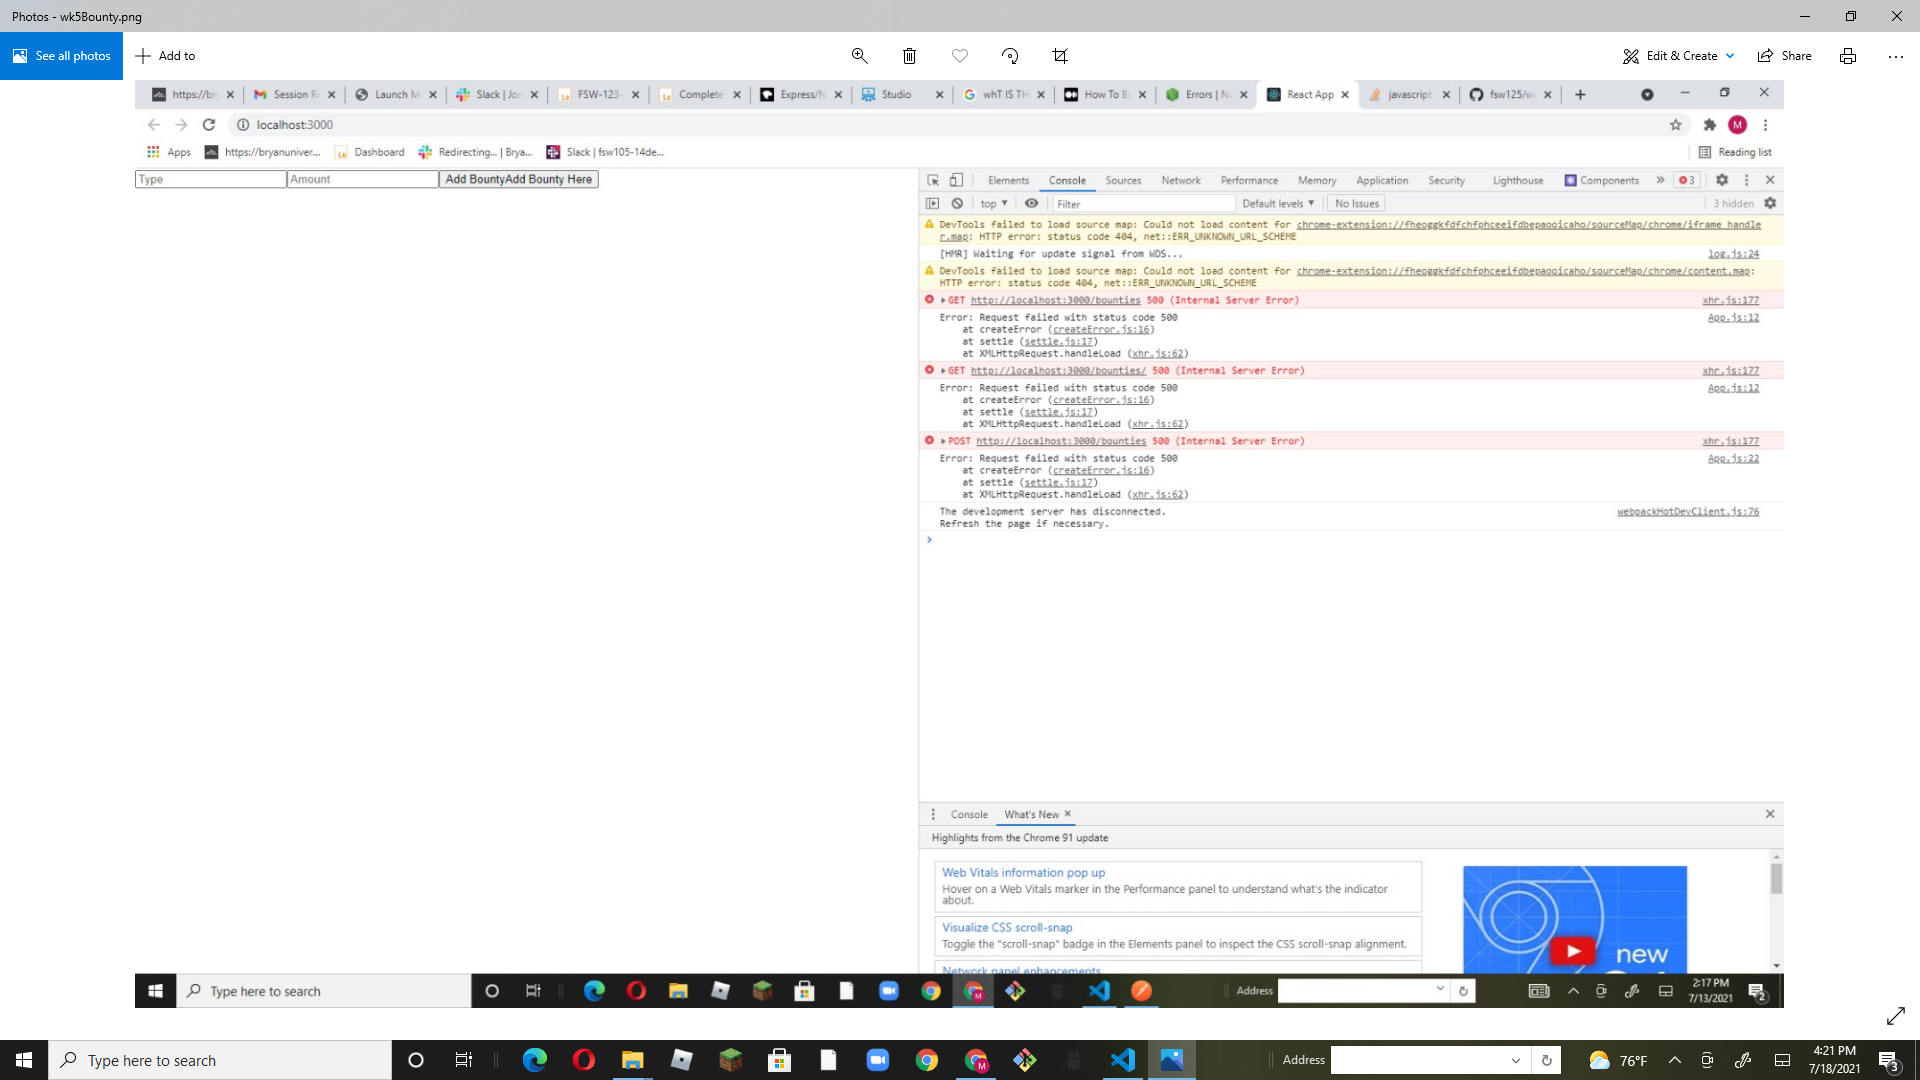 Photos - wk5Bounty.png
See all photos
Add to
Edit & Create
Share
https://br
Session R
Launch M
Slack | Jor
FSW-123-
Complete
Express/N
Studio
whT IS TH
How To B
Errors | N
React App
javascript
fsw125/w
localhost:3000
M
Apps
https://bryanuniver...
Dashboard
Redirecting... | Brya...
Slack | fsw105-14de...
Reading list
Type
Amount
Add BountyAdd Bounty Here
Elements
Console
Sources
Network
Performance
Memory
Application
Security
Lighthouse
Components
»
3
top
Filter
Default levels
No Issues
3 hidden
DevTools failed to load source map: Could not load content for chrome-extension://fheoggkfdfchfphceeifdbepaooicaho/sourceMap/chrome/iframe_handle
r.map: HTTP error: status code 404, net::ERR_UNKNOWN_URL_SCHEME
[HMR] Waiting for update signal from WDS... log.js:24
DevTools failed to load source map: Could not load content for chrome-extension://fheoggkfdfchfphceeifdbepaooicaho/sourceMap/chrome/content.map:
HTTP error: status code 404, net::ERR_UNKNOWN_URL_SCHEME
GET http://localhost:3000/bounties 500 (Internal Server Error) xhr.js:177
Error: Request failed with status code 500 App.js:12
at createError (createError.js:16)
at settle (settle.js:17)
at XMLHttpRequest.handleLoad (xhr.js:62)
GET http://localhost:3000/bounties/ 500 (Internal Server Error) xhr.js:177
Error: Request failed with status code 500 App.js:12
at createError (createError.js:16)
at settle (settle.js:17)
at XMLHttpRequest.handleLoad (xhr.js:62)
POST http://localhost:3000/bounties 500 (Internal Server Error) xhr.js:177
Error: Request failed with status code 500 App.js:22
at createError (createError.js:16)
at settle (settle.js:17)
at XMLHttpRequest.handleLoad (xhr.js:62)
The development server has disconnected. webpackHotDevClient.js:76
Refresh the page if necessary.
Console
What's New
Highlights from the Chrome 91 update
Web Vitals information pop up
Hover on a Web Vitals marker in the Performance panel to understand what's the indicator
about.
Visualize CSS scroll-snap
Toggle the "scroll-snap" badge in the Elements panel to inspect the CSS scroll-snap alignment.
Network panel enhancements
new
Type here to search
Address
2:17 PM
7/13/2021
2
Type here to search
Address
76°F
4:21 PM
7/18/2021
3